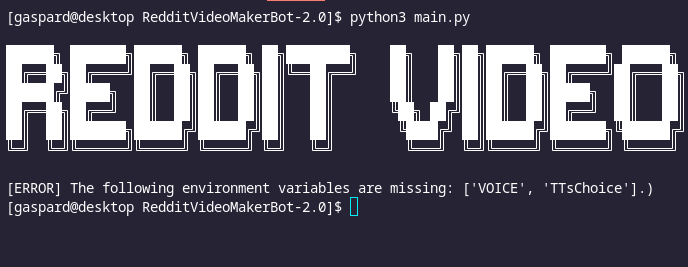 [gaspard@desktop RedditVideoMakerBot-2.0]$ python3 main.py
REDDIT VIDEO
[ERROR] The following environment variables are missing: ['VOICE', 'TTsChoice'].)
[gaspard@desktop RedditVideoMakerBot-2.0]$